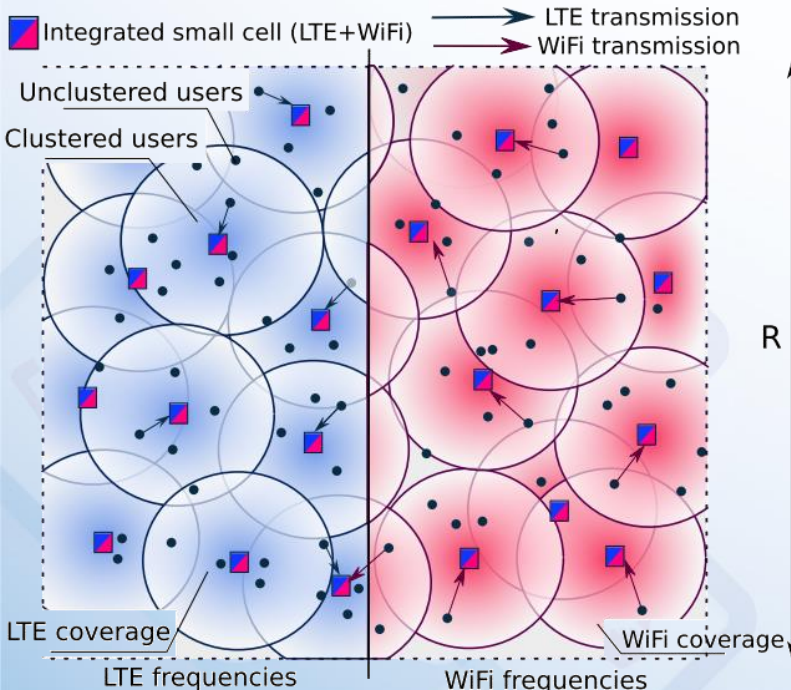 Integrated small cell (LTE+WiFi)
LTE transmission
WiFi transmission
Unclustered users
Clustered users
R
LTE coverage
WiFi coverage
LTE frequencies
WiFi frequencies